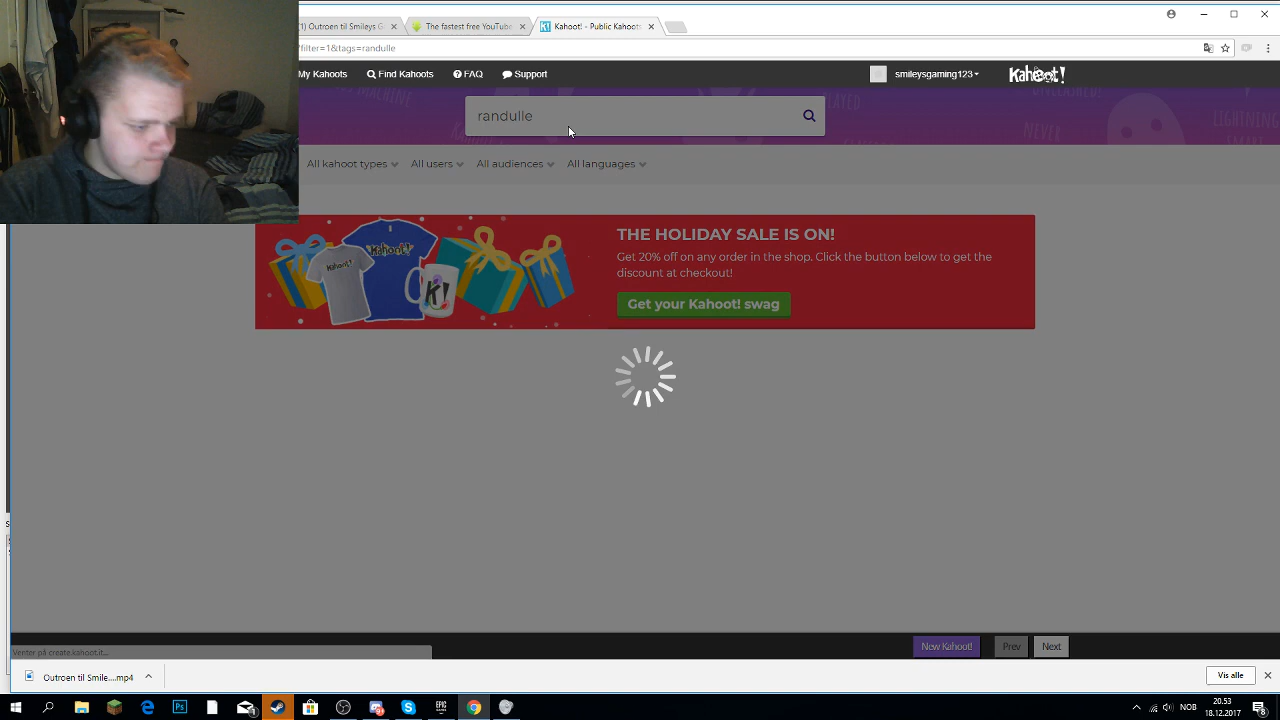 (1) Outroen til Smileys G
The fastest free YouTube
Kahoot! - Public Kahoots
/filter=1&tags=randulle
My Kahoots
Find Kahoots
FAQ
Support
smileysgaming123
Kahoot!
randulle
All kahoot types
All users
All audiences
All languages
THE HOLIDAY SALE IS ON!
Get 20% off on any order in the shop. Click the button below to get the
discount at checkout!
Get your Kahoot! swag
Kahoot!
Kahoot!
K!
New Kahoot!
Prev
Next
Venter på create.kahoot.it...
Outroen til Smile....mp4
Vis alle
NOB
20.53
18.12.2017